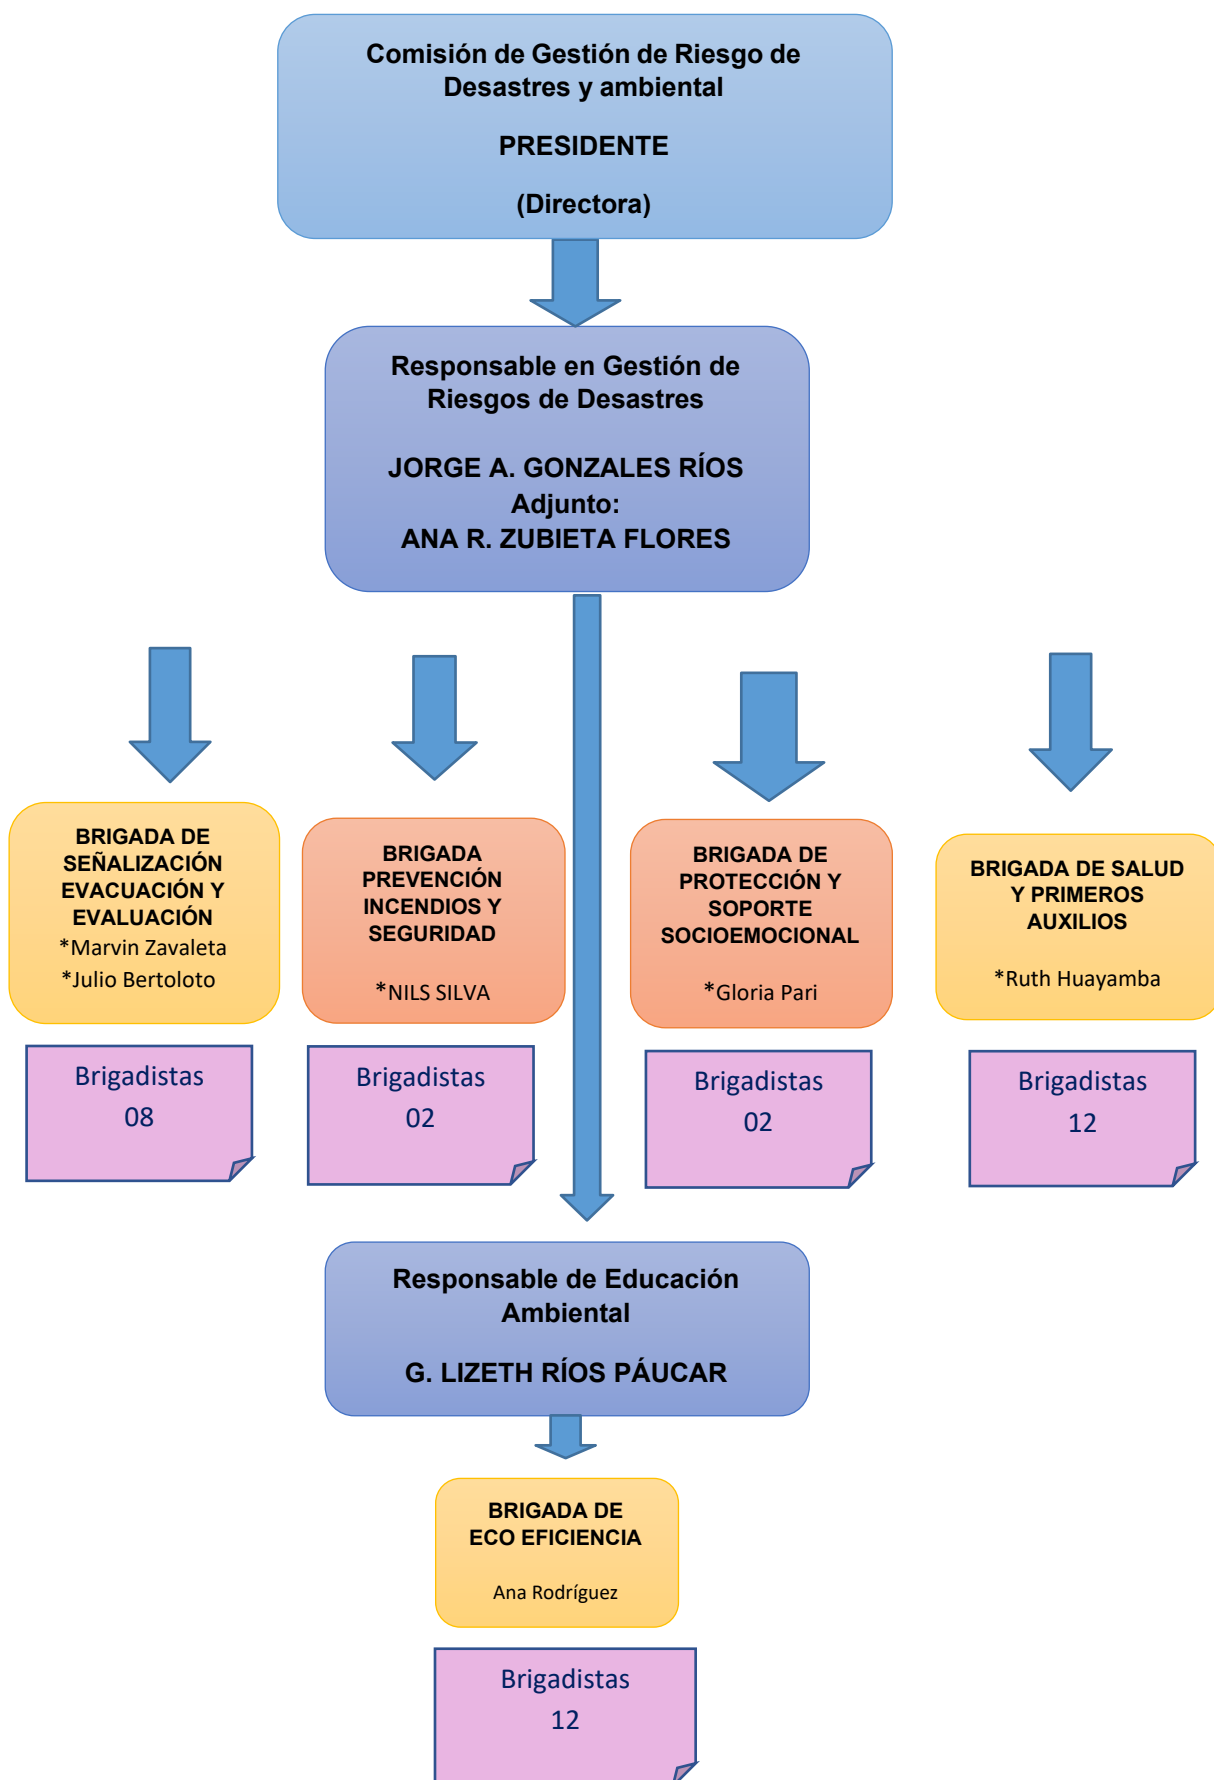 Comisión de Gestión de Riesgo de
Desastres y ambiental
PRESIDENTE
(Directora)
Responsable en Gestión de
Riesgos de Desastres
JORGE A. GONZALES RÍOS
Adjunto:
ANA R. ZUBIETA FLORES
BRIGADA DE
SEÑALIZACIÓN
EVACUACIÓN Y
EVALUACIÓN
*Marvin Zavaleta
*Julio Bertoloto
BRIGADA
PREVENCIÓN
INCENDIOS Y
SEGURIDAD
*NILS SILVA
BRIGADA DE
PROTECCIÓN Y
SOPORTE
SOCIOEMOCIONAL
*Gloria Pari
BRIGADA DE SALUD
Y PRIMEROS
AUXILIOS
*Ruth Huayamba
Brigadistas
08
Brigadistas
02
Brigadistas
02
Brigadistas
12
Responsable de Educación
Ambiental
G. LIZETH RÍOS PÁUCAR
BRIGADA DE
ECO EFICIENCIA
Ana Rodríguez
Brigadistas
12